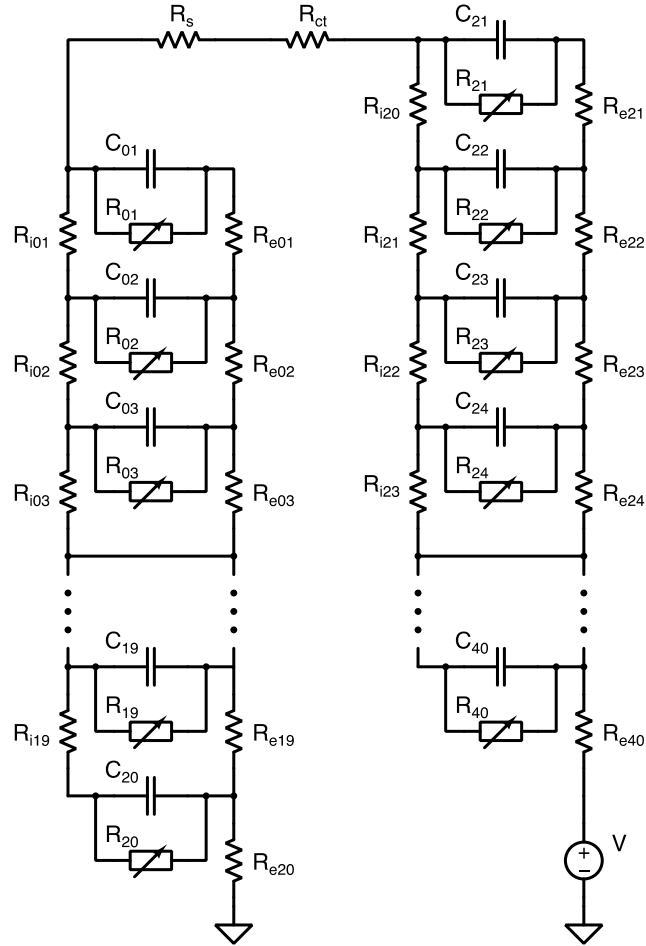 Rs Rct C21
R21
Ri20 Re21
C01 C22
R01 R22
Ri01 Re01 Ri21 Re22
C02 C23
R02 R23
Ri02 Re02 Ri22 Re23
C03 C24
R03 R24
Ri03 Re03 Ri23 Re24
C19 C40
R19 R40
Ri19 Re19 Re40
C20
R20
Re20 + V
−